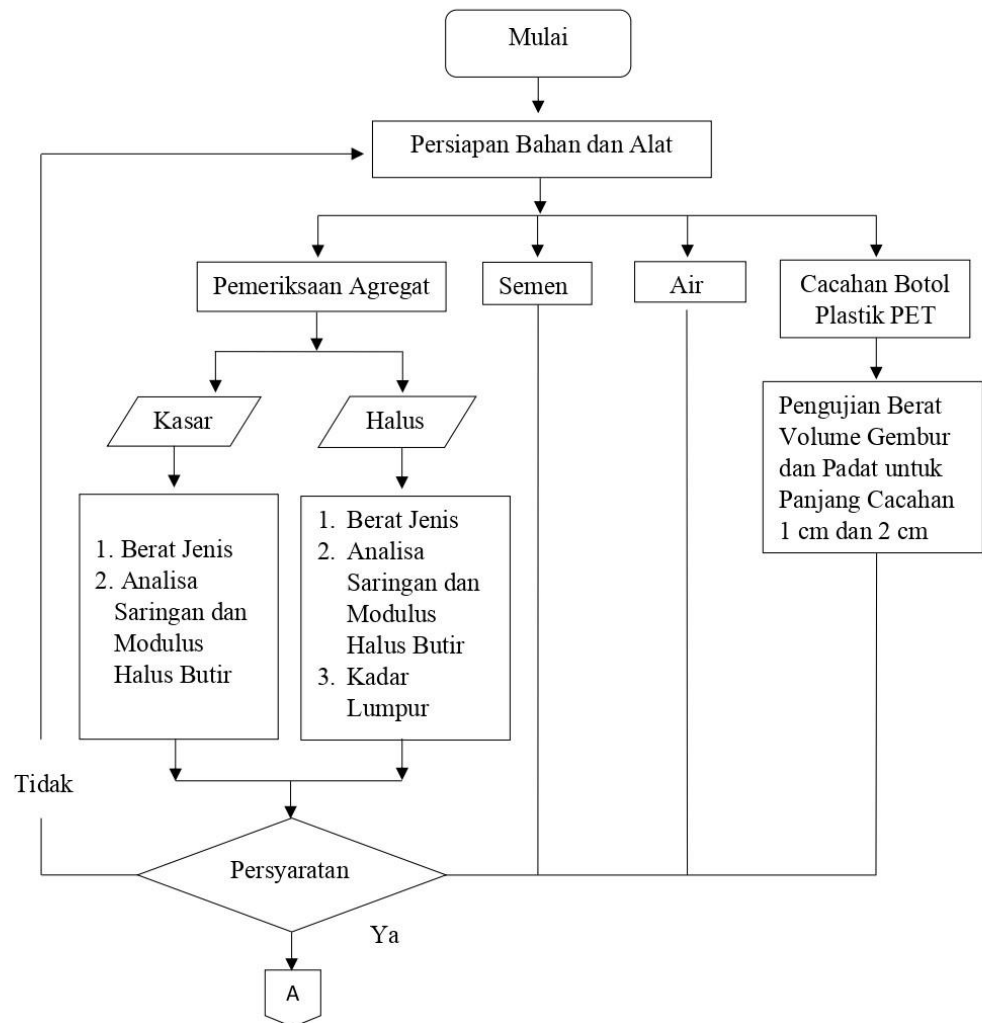 Mulai
Persiapan Bahan dan Alat
Pemeriksaan Agregat
Semen
Air
Cacahan Botol
Plastik PET
Kasar
Halus
Pengujian Berat
Volume Gembur
dan Padat untuk
Panjang Cacahan
1 cm dan 2 cm
1. Berat Jenis
2. Analisa
Saringan dan
Modulus
Halus Butir
1. Berat Jenis
2. Analisa
Saringan dan
Modulus
Halus Butir
3. Kadar
Lumpur
Tidak
Persyaratan
Ya
A